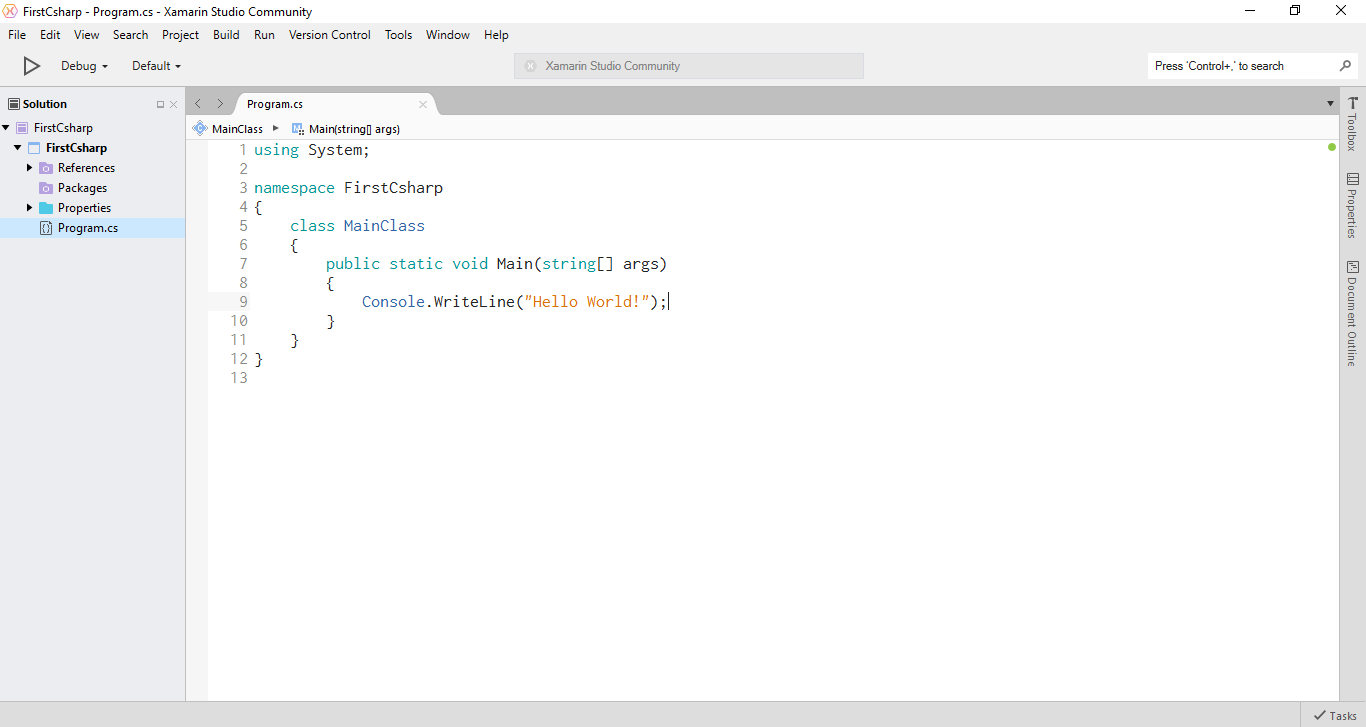 FirstCsharp - Program.cs - Xamarin Studio Community
File Edit View Search Project Build Run Version Control Tools Window Help
Debug Default Xamarin Studio Community Press 'Control+,' to search
Solution
FirstCsharp
FirstCsharp
References
Packages
Properties
Program.cs
Program.cs
MainClass Main(string[] args)
1 using System;
2
3 namespace FirstCsharp
4 {
5     class MainClass
6     {
7         public static void Main(string[] args)
8         {
9             Console.WriteLine("Hello World!");
10         }
11     }
12 }
13
Toolbox
Properties
Document Outline
Tasks